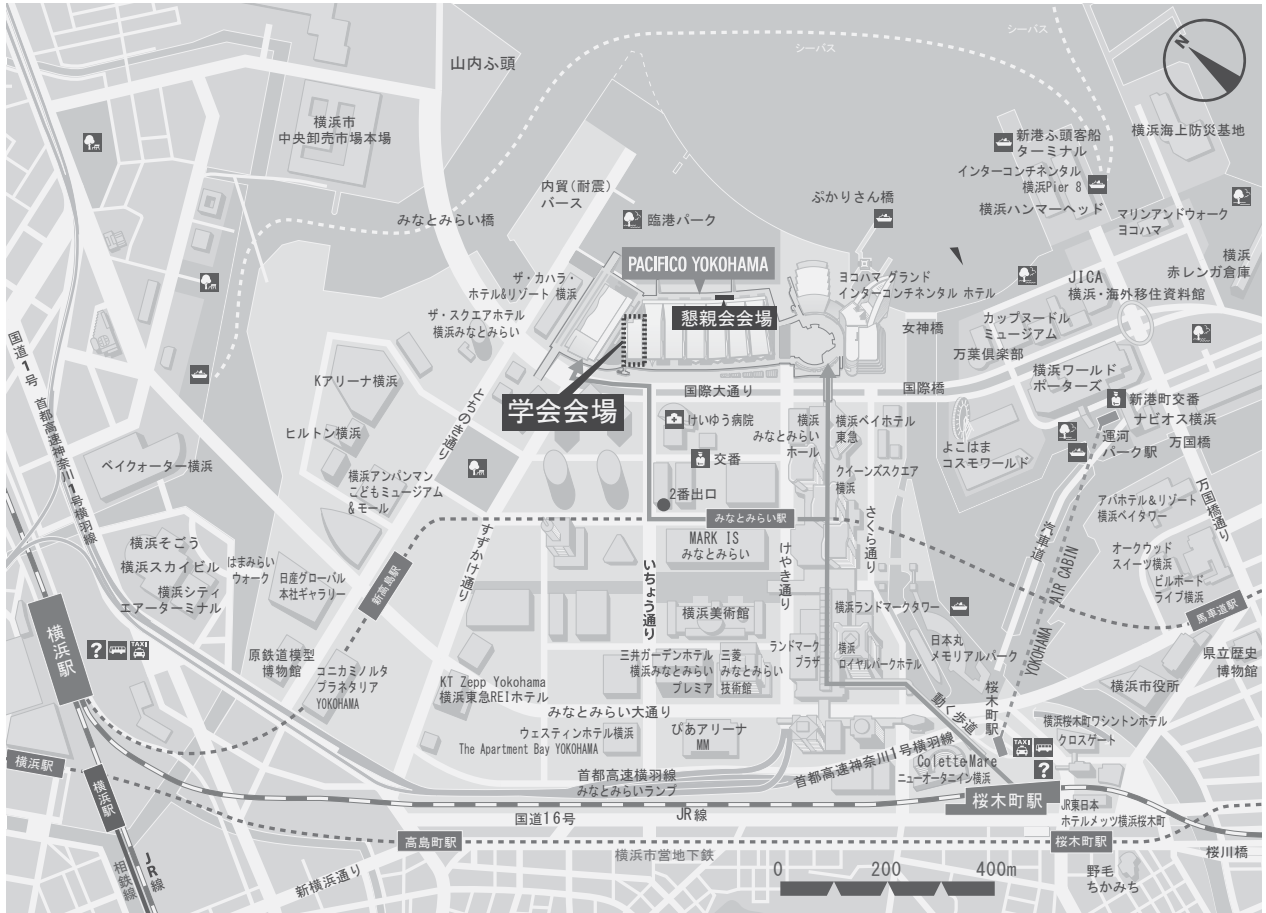 シーバス
シーバス
N
山内ふ頭
横浜市
中央卸売市場本場
内貿(耐震)
バース
みなとみらい橋
臨港パーク
ぷかりさん橋
新港ふ頭客船
ターミナル
インターコンチネンタル
横浜Pier 8
横浜ハンマーヘッド
横浜海上防災基地
マリンアンドウォーク
ヨコハマ
横浜
赤レンガ倉庫
JICA
横浜・海外移住資料館
PACIFICO YOKOHAMA
懇親会会場
学会会場
ザ・カハラ・
ホテル&リゾート 横浜
ザ・スクエアホテル
横浜みなとみらい
ヨコハマ グランド
インターコンチネンタル ホテル
女神橋
カップヌードル
ミュージアム
万葉倶楽部
横浜ワールド
ポーターズ
新港町交番
ナビオス横浜
運河
パーク駅
万国橋
国際大通り
国際橋
国道1号
首都高速神奈川1号横羽線
Kアリーナ横浜
ヒルトン横浜
とちのき通り
ベイクォーター横浜
横浜アンパンマン
こどもミュージアム
& モール
けいゆう病院
交番
2番出口
横浜
みなとみらい
ホール
横浜ベイホテル
東急
クイーンズスクエア
横浜
よこはま
コスモワールド
万国橋通り
アパホテル&リゾート
横浜ベイタワー
オークウッド
スイーツ横浜
ビルボード
ライブ横浜
馬車道駅
汽車道
YOKOHAMA AIR CABIN
さくら通り
けやき通り
みなとみらい駅
MARK IS
みなとみらい
いちょう通り
すずかけ通り
新高島駅
横浜そごう
横浜スカイビル
横浜シティ
エアーターミナル
はまみらい
ウォーク
日産グローバル
本社ギャラリー
横浜駅
?
TAXI
原鉄道模型
博物館
コニカミノルタ
プラネタリア
YOKOHAMA
KT Zepp Yokohama
横浜東急REIホテル
横浜美術館
三井ガーデンホテル
横浜みなとみらい
プレミア
三菱
みなとみらい
技術館
ランドマーク
プラザ
横浜ランドマークタワー
横浜
ロイヤルパークホテル
日本丸
メモリアルパーク
動く歩道
桜木町駅
県立歴史
博物館
横浜市役所
横浜桜木町ワシントンホテル
クロスゲート
TAXI
?
みなとみらい大通り
ウェスティンホテル横浜
The Apartment Bay YOKOHAMA
ぴあアリーナ
MM
首都高速神奈川1号横羽線
首都高速横羽線
みなとみらいランプ
Colette・Mare
ニューオータニイン横浜
桜木町駅
JR東日本
ホテルメッツ横浜桜木町
横浜駅
横浜駅
国道16号
JR線
高島町駅
横浜市営地下鉄
桜木町駅
桜川橋
野毛
ちかみち
相鉄線
JR線
新横浜通り
0 200 400m